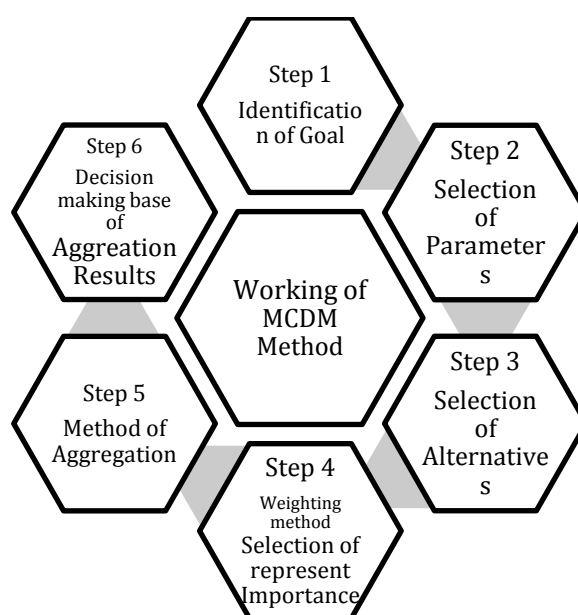 Step 1
Identificatio
n of Goal
Step 2
Selection
of
Parameter
s
Step 3
Selection
of
Alternative
s
Step 4
Weighting
method
Selection of
represent
Importance
Step 5
Method of
Aggregation
Step 6
Decision
making base
of
Aggreation
Results
Working of
MCDM
Method